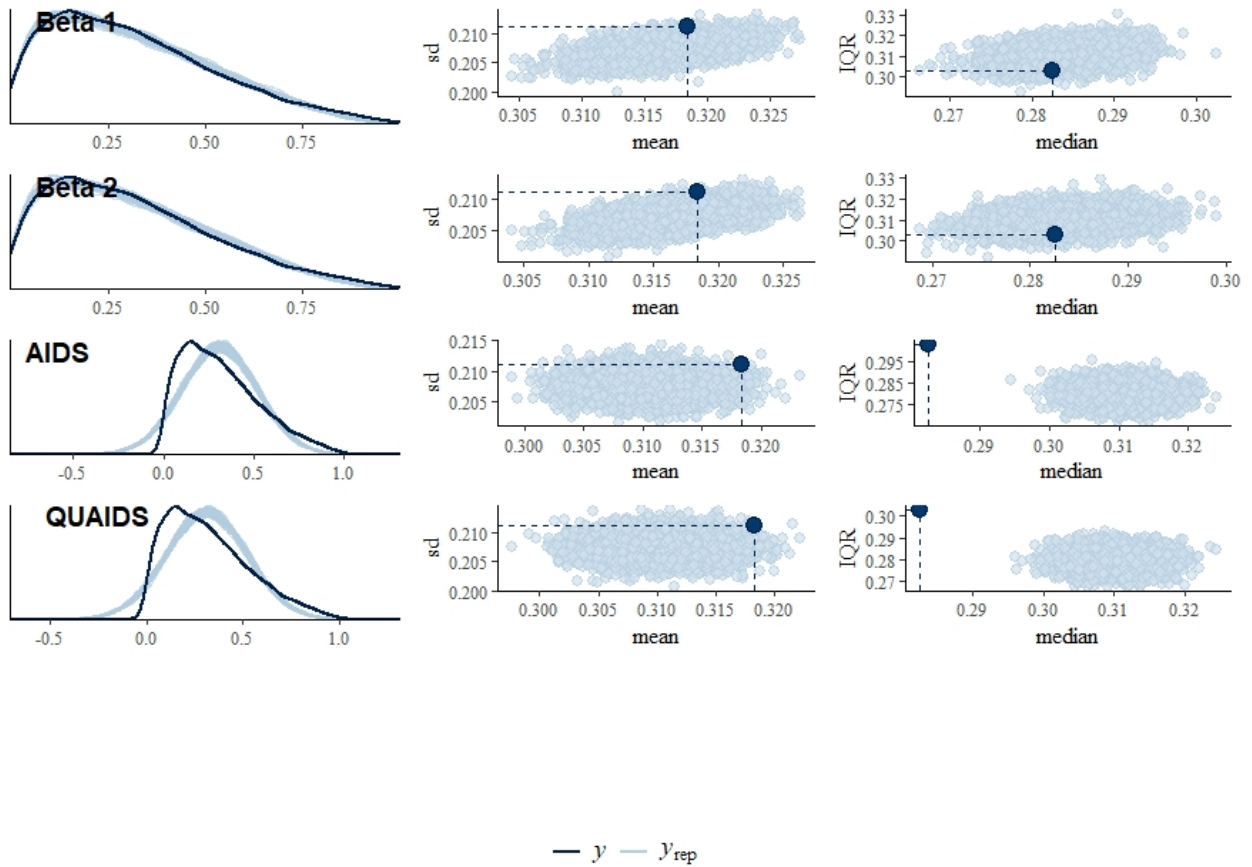 Beta 1
0.25 0.50 0.75
sd
0.210
0.205
0.200
0.305 0.310 0.315 0.320 0.325
mean
IQR
0.33
0.32
0.31
0.30
0.27 0.28 0.29 0.30
median
Beta 2
0.25 0.50 0.75
sd
0.210
0.205
0.305 0.310 0.315 0.320 0.325
mean
IQR
0.33
0.32
0.31
0.30
0.27 0.28 0.29 0.30
median
AIDS
-0.5 0.0 0.5 1.0
sd
0.215
0.210
0.205
0.300 0.305 0.310 0.315 0.320
mean
IQR
0.295
0.285
0.275
0.29 0.30 0.31 0.32
median
QUAIDS
-0.5 0.0 0.5 1.0
sd
0.210
0.205
0.200
0.300 0.305 0.310 0.315 0.320
mean
IQR
0.30
0.29
0.28
0.27
0.29 0.30 0.31 0.32
median
y y rep